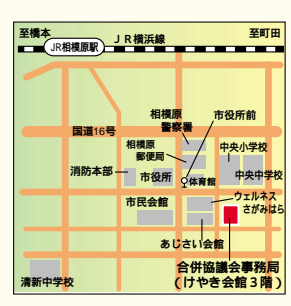 至橋本
至町田
JR横浜線
JR相模原駅
相模原
警察署
市役所前
国道16号
相模原
郵便局
中央小学校
消防本部
市役所
体育館
中央中学校
市民会館
ウェルネス
さがみはら
あじさい会館
合併協議会事務局
(けやき会館3階)
清新中学校